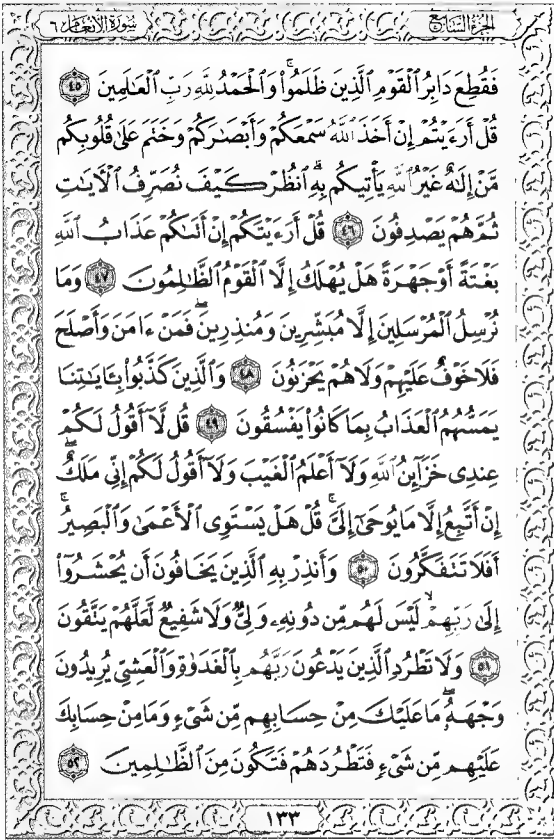 الجزء السابع
سورة الأنعام ٦
فَقُطِعَ دَابِرُ ٱلْقَوْمِ ٱلَّذِينَ ظَلَمُوا۟ ۚ وَٱلْحَمْدُ لِلَّهِ رَبِّ ٱلْعَٰلَمِينَ ٤٥
قُلْ أَرَءَيْتُمْ إِنْ أَخَذَ ٱللَّهُ سَمْعَكُمْ وَأَبْصَٰرَكُمْ وَخَتَمَ عَلَىٰ قُلُوبِكُم
مَّنْ إِلَٰهٌ غَيْرُ ٱللَّهِ يَأْتِيكُم بِهِ ۗ ٱنظُرْ كَيْفَ نُصَرِّفُ ٱلْءَايَٰتِ
ثُمَّ هُمْ يَصْدِفُونَ ٤٦ قُلْ أَرَءَيْتَكُمْ إِنْ أَتَىٰكُمْ عَذَابُ ٱللَّهِ
بَغْتَةً أَوْ جَهْرَةً هَلْ يُهْلَكُ إِلَّا ٱلْقَوْمُ ٱلظَّٰلِمُونَ ٤٧ وَمَا
نُرْسِلُ ٱلْمُرْسَلِينَ إِلَّا مُبَشِّرِينَ وَمُنذِرِينَ ۖ فَمَنْ ءَامَنَ وَأَصْلَحَ
فَلَا خَوْفٌ عَلَيْهِمْ وَلَا هُمْ يَحْزَنُونَ ٤٨ وَٱلَّذِينَ كَذَّبُوا۟ بِـَٔايَٰتِنَا
يَمَسُّهُمُ ٱلْعَذَابُ بِمَا كَانُوا۟ يَفْسُقُونَ ٤٩ قُل لَّآ أَقُولُ لَكُمْ
عِندِى خَزَآئِنُ ٱللَّهِ وَلَآ أَعْلَمُ ٱلْغَيْبَ وَلَآ أَقُولُ لَكُمْ إِنِّى مَلَكٌ ۖ
إِنْ أَتَّبِعُ إِلَّا مَا يُوحَىٰٓ إِلَىَّ ۚ قُلْ هَلْ يَسْتَوِى ٱلْأَعْمَىٰ وَٱلْبَصِيرُ ۚ
أَفَلَا تَتَفَكَّرُونَ ٥٠ وَأَنذِرْ بِهِ ٱلَّذِينَ يَخَافُونَ أَن يُحْشَرُوٓا۟
إِلَىٰ رَبِّهِمْ ۙ لَيْسَ لَهُم مِّن دُونِهِۦ وَلِىٌّ وَلَا شَفِيعٌ لَّعَلَّهُمْ يَتَّقُونَ
٥١ وَلَا تَطْرُدِ ٱلَّذِينَ يَدْعُونَ رَبَّهُم بِٱلْغَدَوٰةِ وَٱلْعَشِىِّ يُرِيدُونَ
وَجْهَهُۥ ۖ مَا عَلَيْكَ مِنْ حِسَابِهِم مِّن شَىْءٍ وَمَا مِنْ حِسَابِكَ
عَلَيْهِم مِّن شَىْءٍ فَتَطْرُدَهُمْ فَتَكُونَ مِنَ ٱلظَّٰلِمِينَ ٥٢
١٣٣